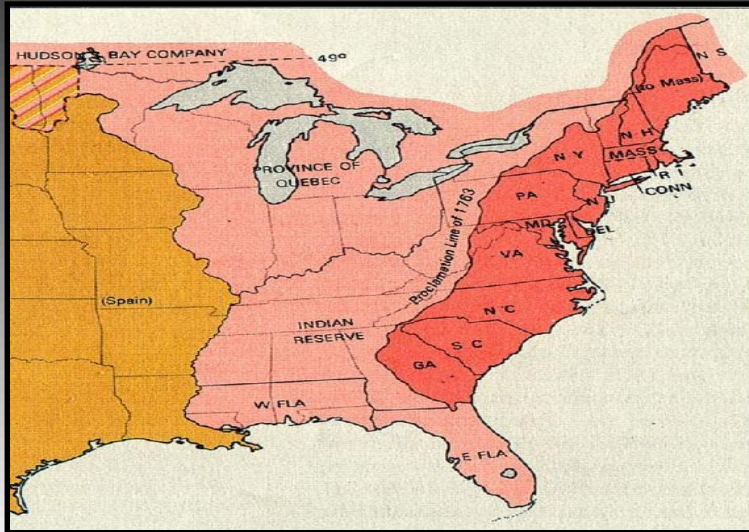 HUDSON BAY COMPANY
49º
N S
(to Mass)
N H
N Y
MASS
R I
CONN
PROVINCE OF
QUEBEC
PA
N J
MD
DEL
Proclamation Line of 1763
VA
(Spain)
N C
INDIAN
RESERVE
S C
GA
W FLA
E FLA